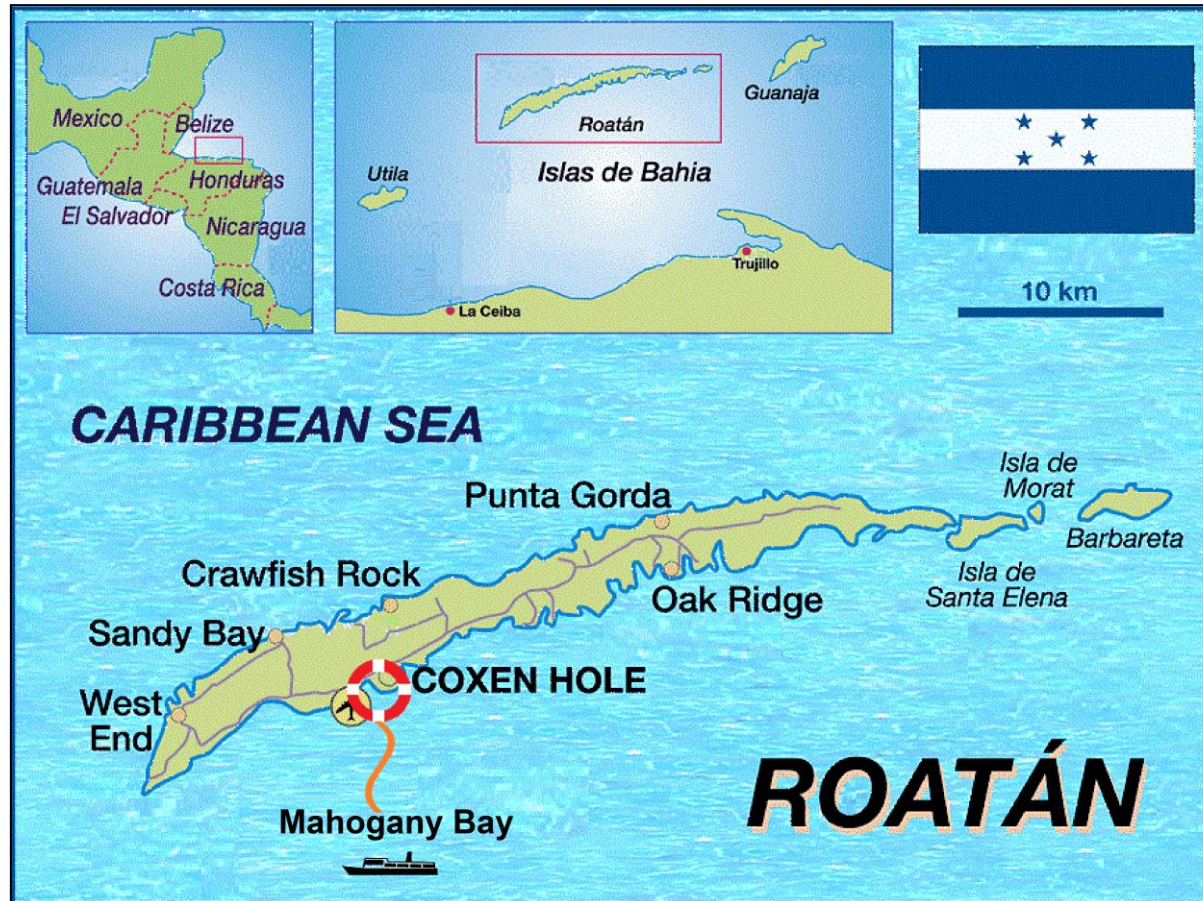 Mexico
Belize
Guatemala
Honduras
El Salvador
Nicaragua
Costa Rica
Guanaja
Roatán
Utila
Islas de Bahia
Trujillo
La Ceiba
10 km
CARIBBEAN SEA
Isla de
Morat
Punta Gorda
Barbareta
Crawfish Rock
Isla de
Santa Elena
Oak Ridge
Sandy Bay
COXEN HOLE
West
End
ROATÁN
Mahogany Bay